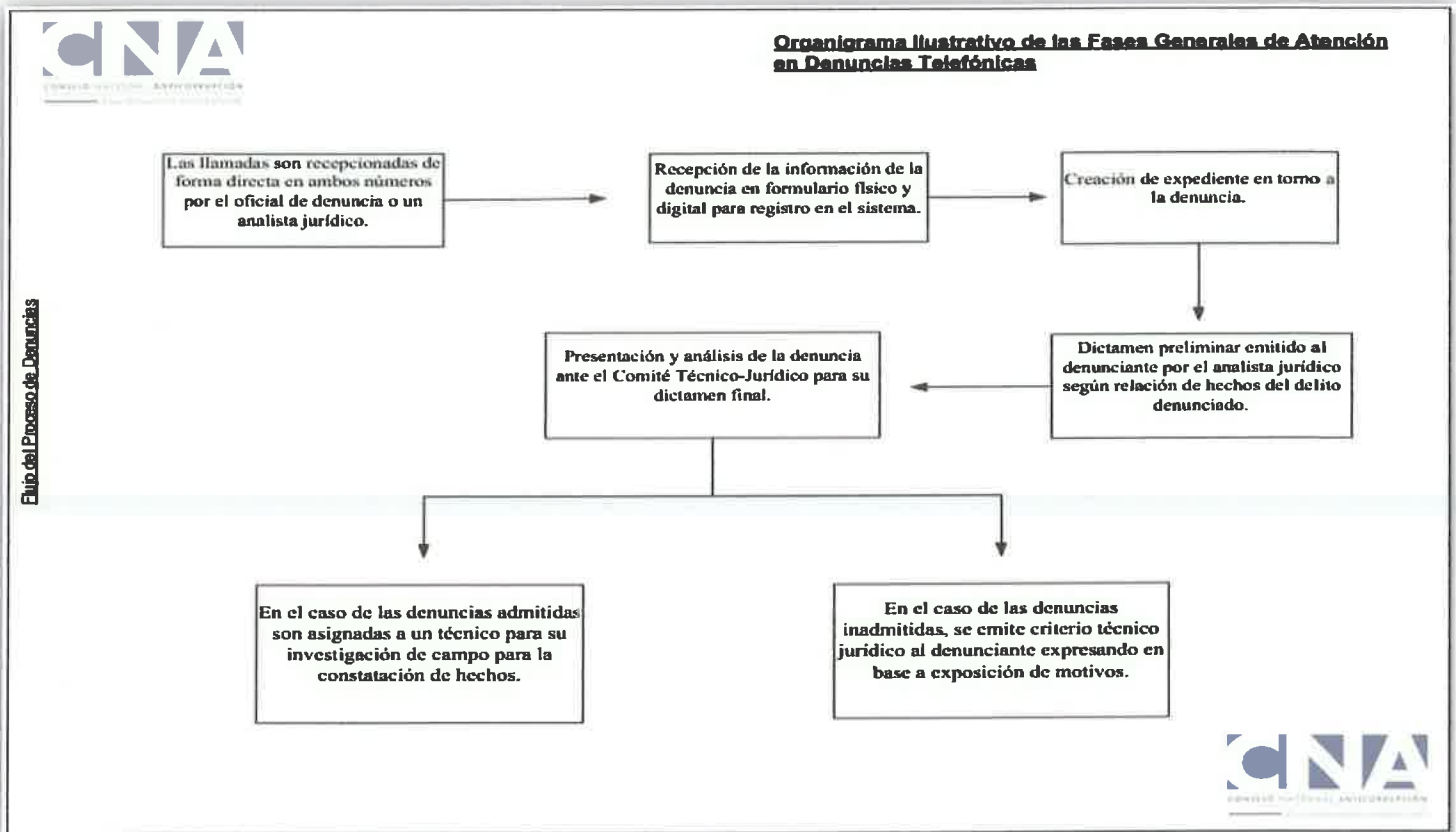 CNA
CONSEJO NACIONAL ANTICORRUPCIÓN
Organigrama Ilustrativo de las Fases Generales de Atención
en Denuncias Telefónicas
Las llamadas son recepcionadas de
forma directa en ambos números
por el oficial de denuncia o un
analista jurídico.
Recepción de la información de la
denuncia en formulario físico y
digital para registro en el sistema.
Creación de expediente en torno a
la denuncia.
Flujo del Proceso de Denuncias
Presentación y análisis de la denuncia
ante el Comité Técnico-Jurídico para su
dictamen final.
Dictamen preliminar emitido al
denunciante por el analista jurídico
según relación de hechos del delito
denunciado.
En el caso de las denuncias admitidas
son asignadas a un técnico para su
investigación de campo para la
constatación de hechos.
En el caso de las denuncias
inadmitidas, se emite criterio técnico
jurídico al denunciante expresando en
base a exposición de motivos.
CNA
CONSEJO NACIONAL ANTICORRUPCIÓN